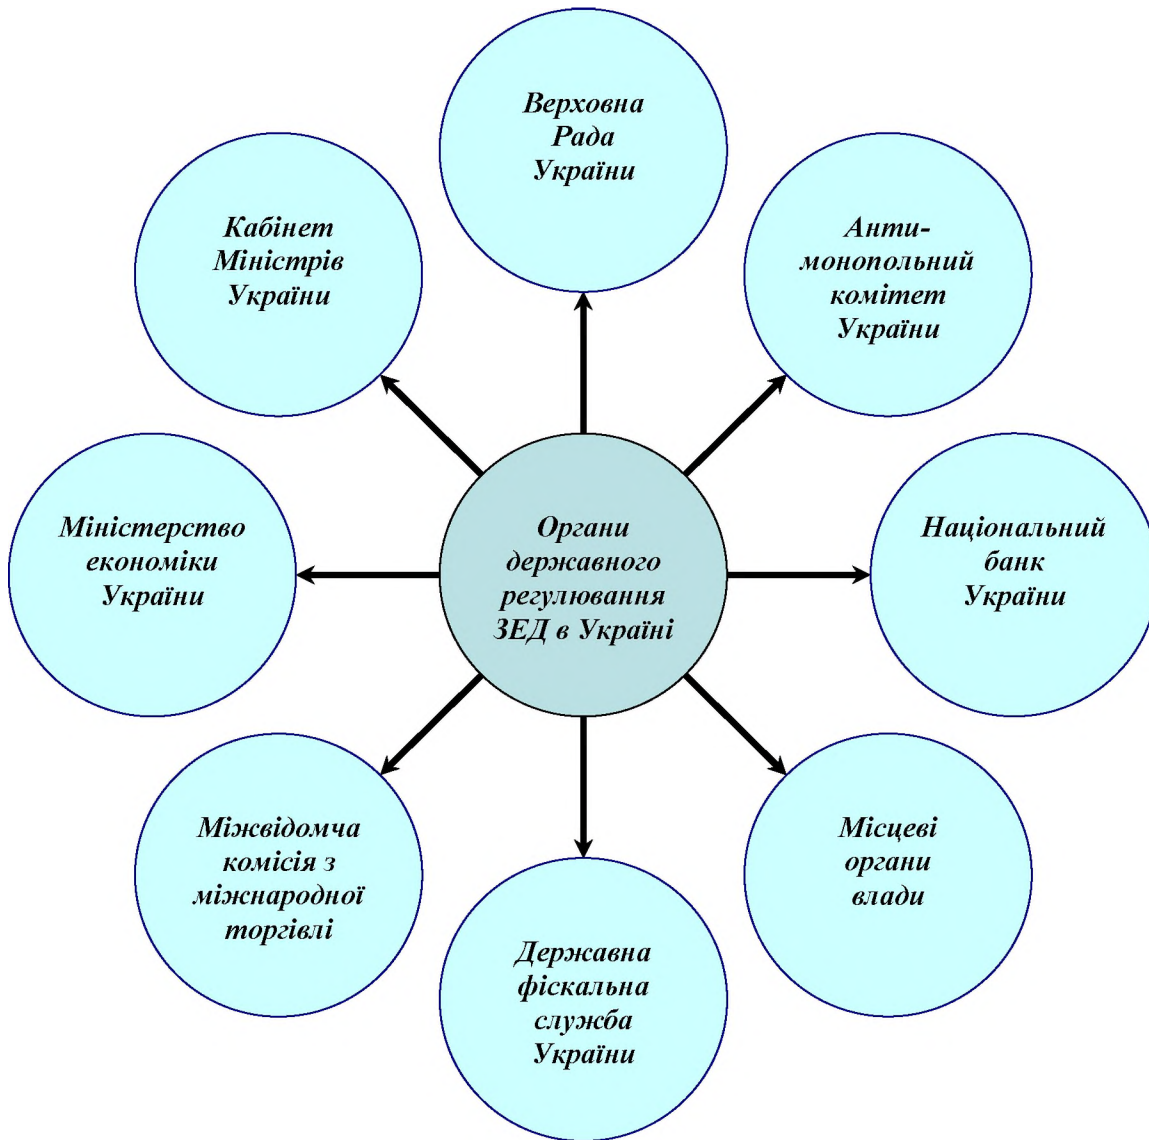 Верховна
Рада
України
Кабінет
Міністрів
України
Анти-
монопольний
комітет
України
Міністерство
економіки
України
Органи
державного
регулювання
ЗЕД в Україні
Національний
банк
України
Міжвідомча
комісія з
міжнародної
торгівлі
Місцеві
органи
влади
Державна
фіскальна
служба
України